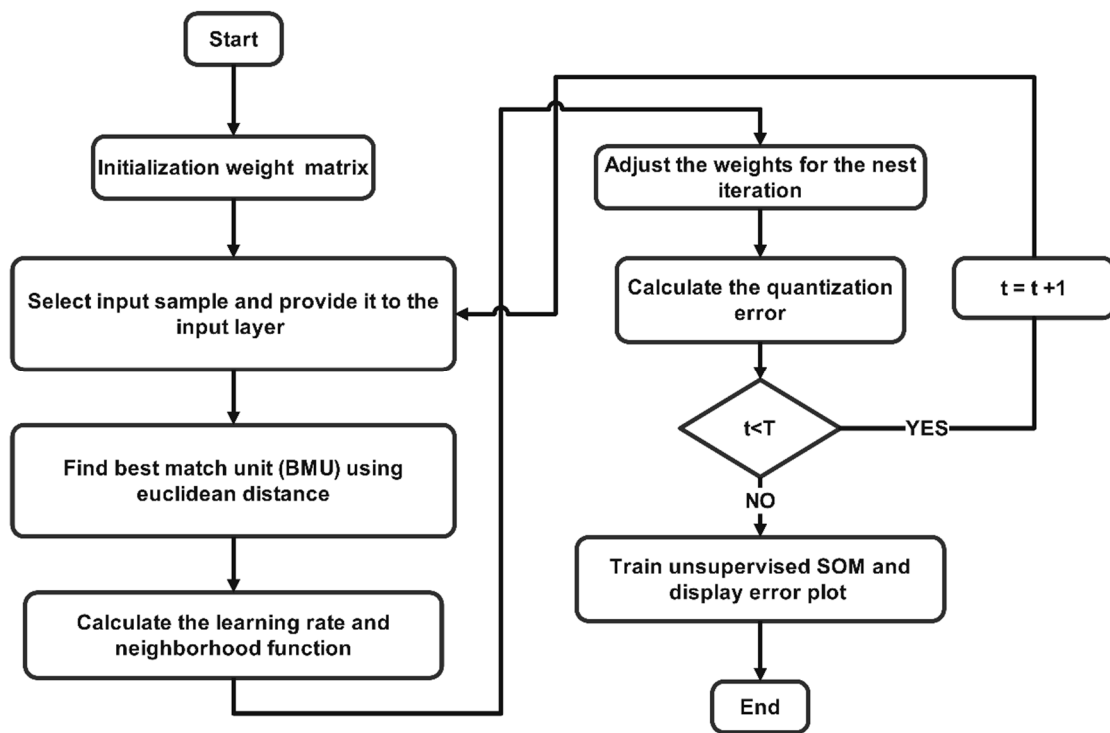 Start
Initialization weight matrix
Select input sample and provide it to the
input layer
Find best match unit (BMU) using
euclidean distance
Calculate the learning rate and
neighborhood function
Adjust the weights for the nest
iteration
Calculate the quantization
error
t<T
YES
t = t +1
NO
Train unsupervised SOM and
display error plot
End